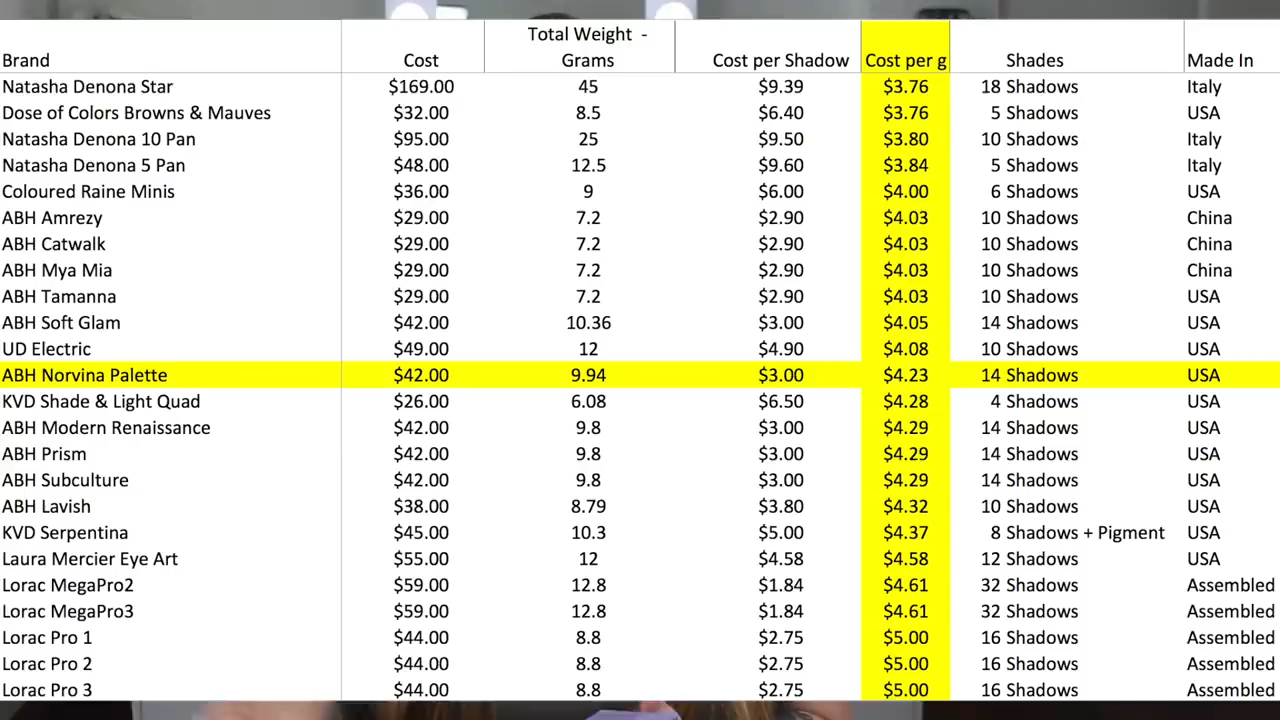 Total Weight -
Brand Cost Grams Cost per Shadow Cost per g Shades Made In
Natasha Denona Star $169.00 45 $9.39 $3.76 18 Shadows Italy
Dose of Colors Browns & Mauves $32.00 8.5 $6.40 $3.76 5 Shadows USA
Natasha Denona 10 Pan $95.00 25 $9.50 $3.80 10 Shadows Italy
Natasha Denona 5 Pan $48.00 12.5 $9.60 $3.84 5 Shadows Italy
Coloured Raine Minis $36.00 9 $6.00 $4.00 6 Shadows USA
ABH Amrezy $29.00 7.2 $2.90 $4.03 10 Shadows China
ABH Catwalk $29.00 7.2 $2.90 $4.03 10 Shadows China
ABH Mya Mia $29.00 7.2 $2.90 $4.03 10 Shadows China
ABH Tamanna $29.00 7.2 $2.90 $4.03 10 Shadows USA
ABH Soft Glam $42.00 10.36 $3.00 $4.05 14 Shadows USA
UD Electric $49.00 12 $4.90 $4.08 10 Shadows USA
ABH Norvina Palette $42.00 9.94 $3.00 $4.23 14 Shadows USA
KVD Shade & Light Quad $26.00 6.08 $6.50 $4.28 4 Shadows USA
ABH Modern Renaissance $42.00 9.8 $3.00 $4.29 14 Shadows USA
ABH Prism $42.00 9.8 $3.00 $4.29 14 Shadows USA
ABH Subculture $42.00 9.8 $3.00 $4.29 14 Shadows USA
ABH Lavish $38.00 8.79 $3.80 $4.32 10 Shadows USA
KVD Serpentina $45.00 10.3 $5.00 $4.37 8 Shadows + Pigment USA
Laura Mercier Eye Art $55.00 12 $4.58 $4.58 12 Shadows USA
Lorac MegaPro2 $59.00 12.8 $1.84 $4.61 32 Shadows Assembled
Lorac MegaPro3 $59.00 12.8 $1.84 $4.61 32 Shadows Assembled
Lorac Pro 1 $44.00 8.8 $2.75 $5.00 16 Shadows Assembled
Lorac Pro 2 $44.00 8.8 $2.75 $5.00 16 Shadows Assembled
Lorac Pro 3 $44.00 8.8 $2.75 $5.00 16 Shadows Assembled